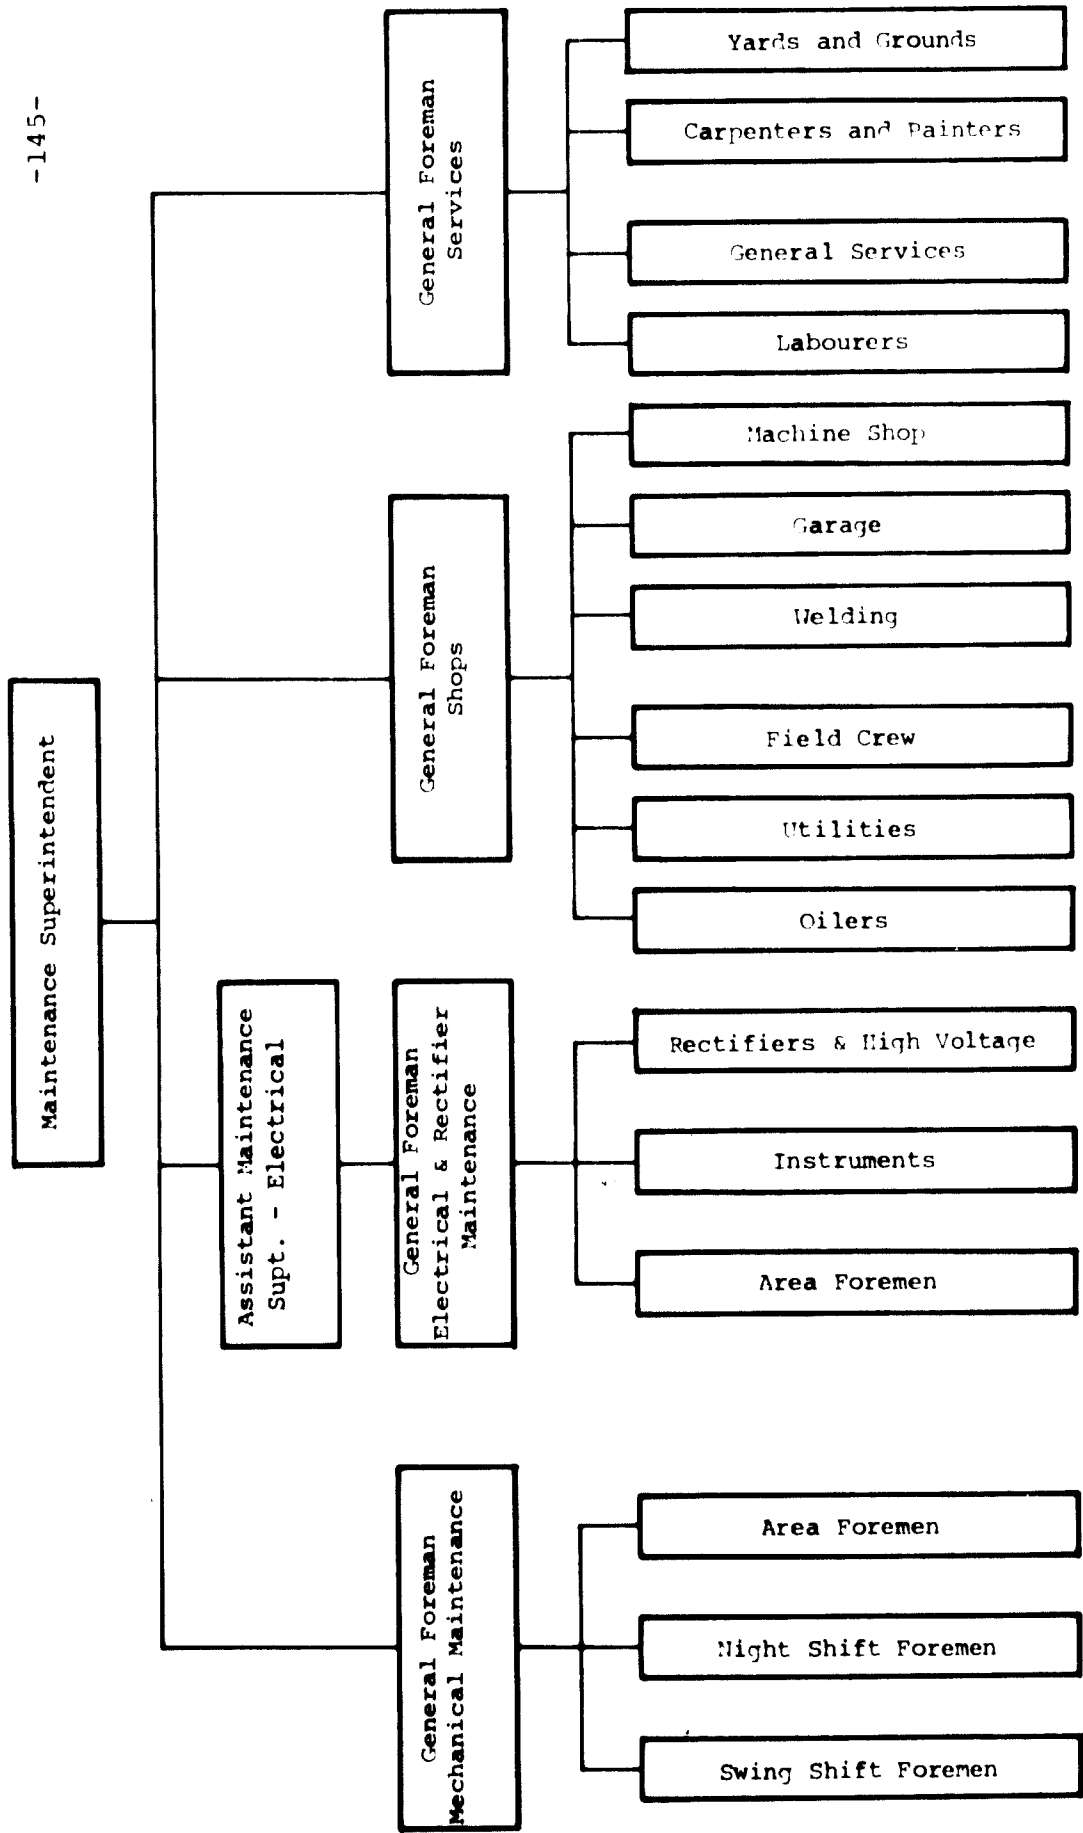 -145-
Maintenance Superintendent
Assistant Maintenance
Supt. - Electrical
General Foreman
Mechanical Maintenance
General Foreman
Electrical & Rectifier
Maintenance
General Foreman
Shops
General Foreman
Services
Swing Shift Foremen
Night Shift Foremen
Area Foremen
Area Foremen
Instruments
Rectifiers & High Voltage
Oilers
Utilities
Field Crew
Welding
Garage
Machine Shop
Labourers
General Services
Carpenters and Painters
Yards and Grounds